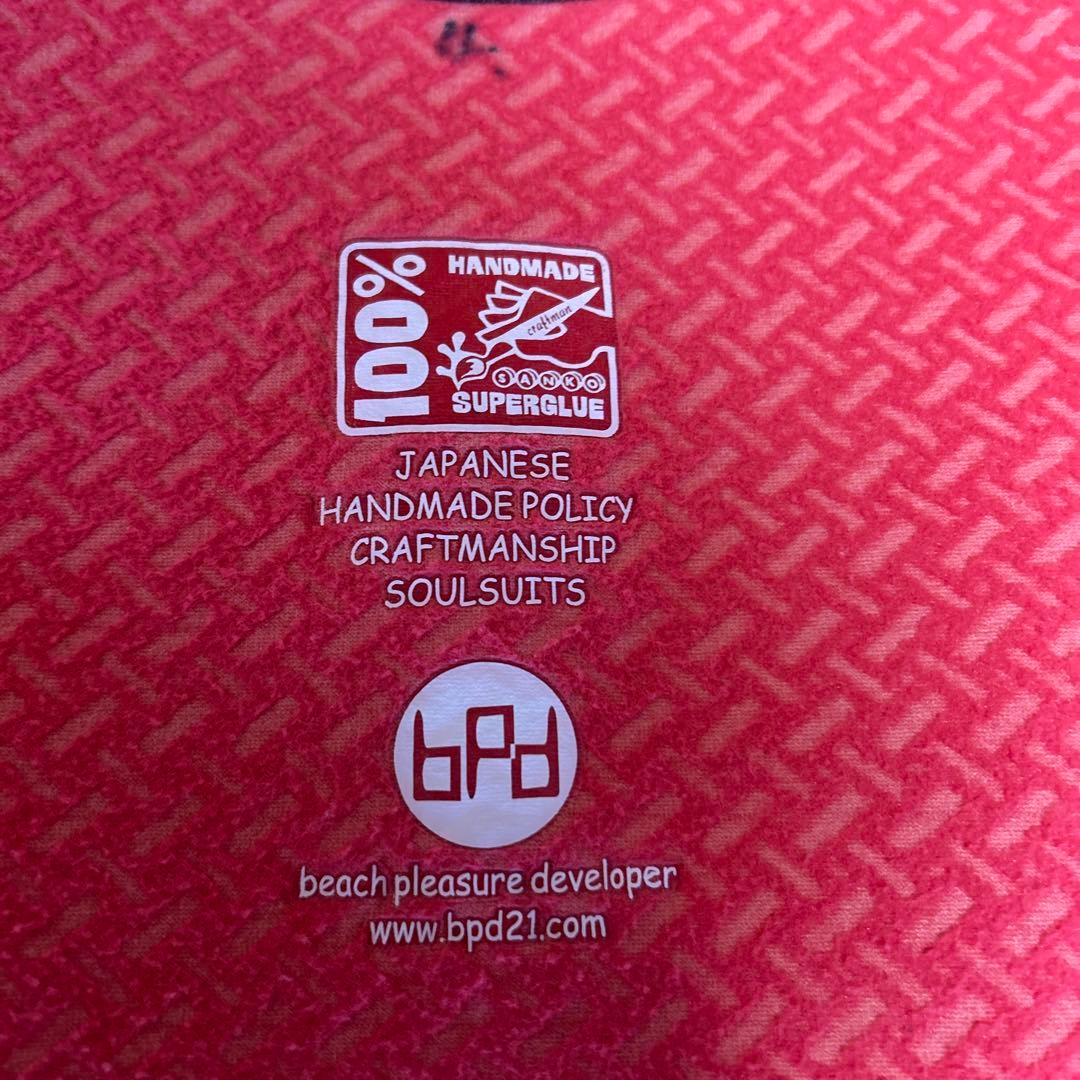 100%
HANDMADE
craftman
SANKO
SUPERGLUE
JAPANESE
HANDMADE POLICY
CRAFTMANSHIP
SOULSUITS
bpd
beach pleasure developer
www.bpd21.com